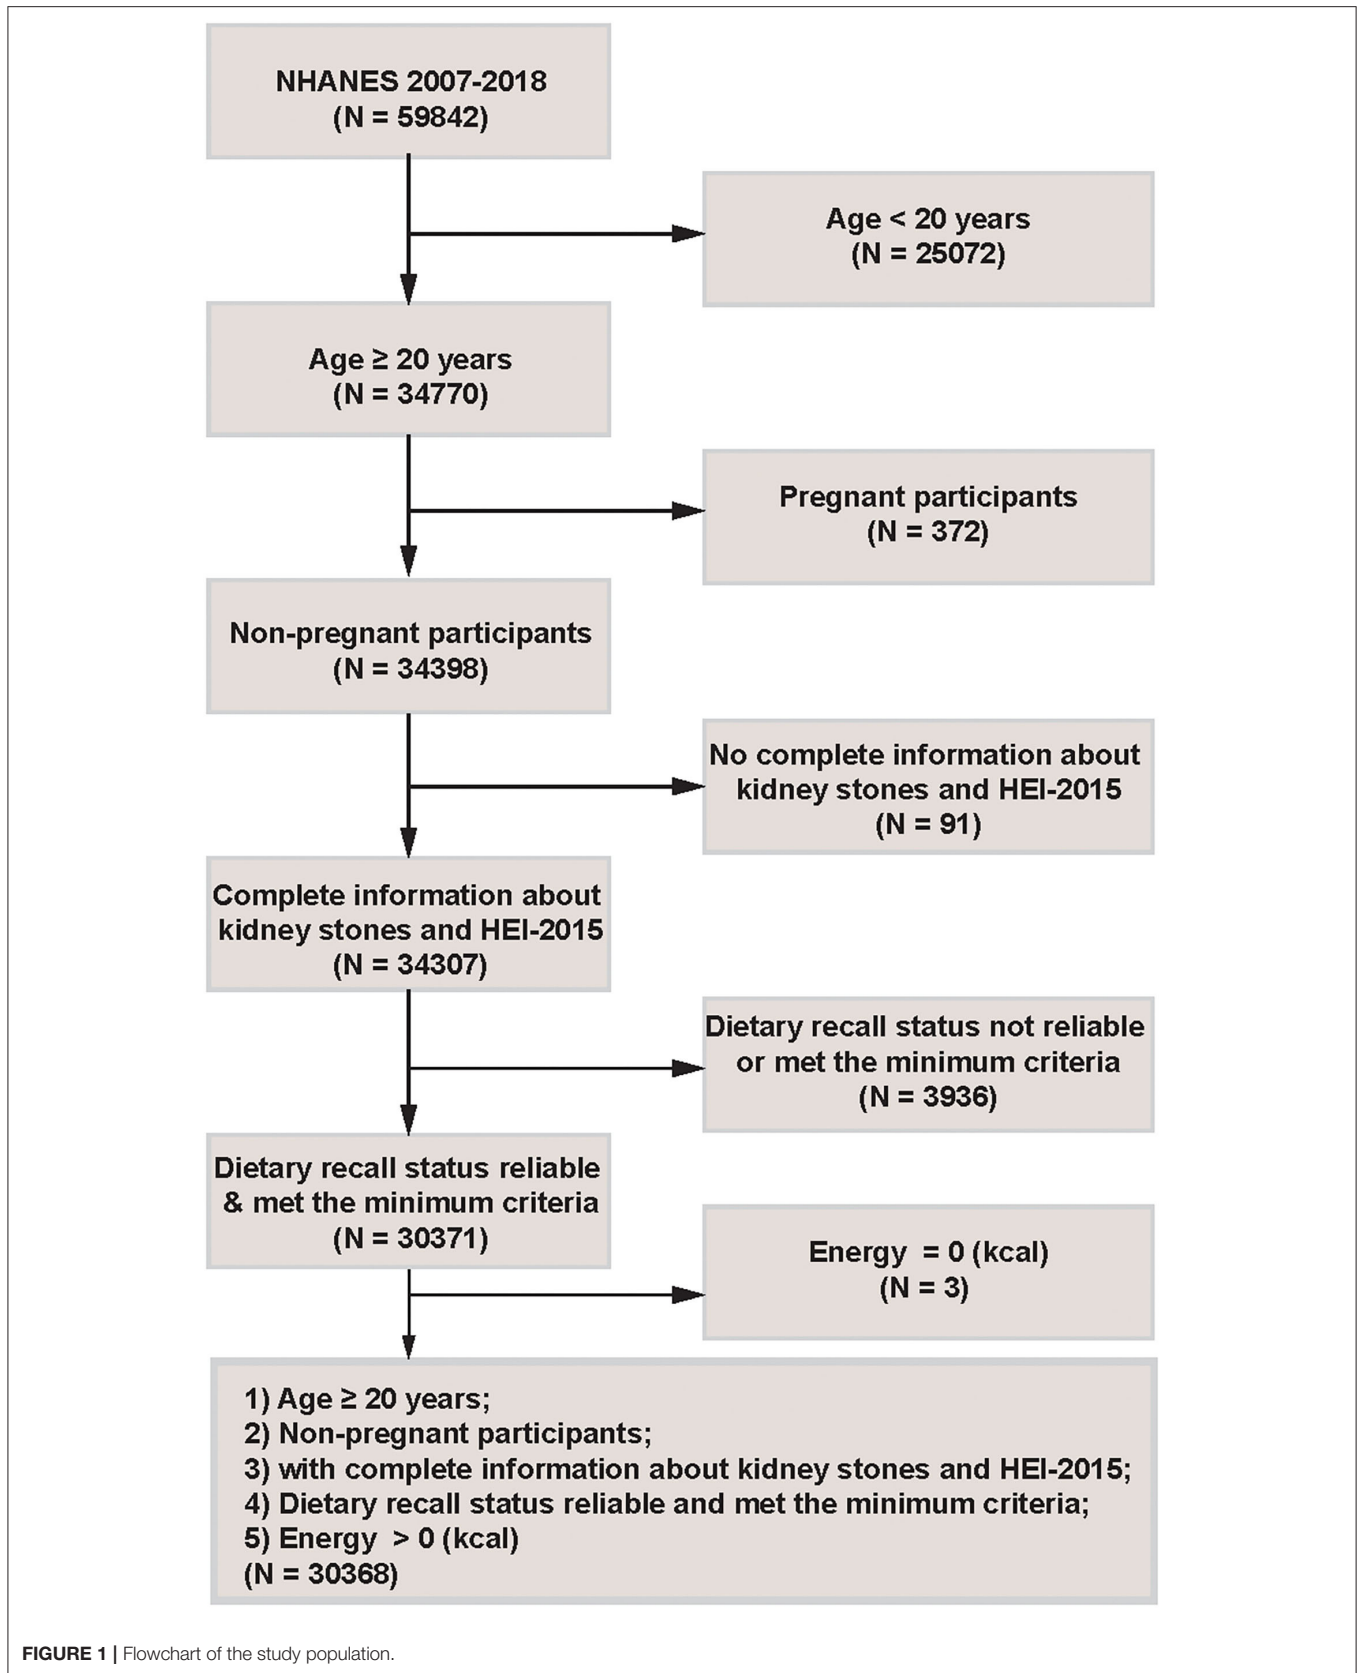 NHANES 2007-2018
(N = 59842)
Age < 20 years
(N = 25072)
Age ≥ 20 years
(N = 34770)
Pregnant participants
(N = 372)
Non-pregnant participants
(N = 34398)
No complete information about
kidney stones and HEI-2015
(N = 91)
Complete information about
kidney stones and HEI-2015
(N = 34307)
Dietary recall status not reliable
or met the minimum criteria
(N = 3936)
Dietary recall status reliable
& met the minimum criteria
(N = 30371)
Energy = 0 (kcal)
(N = 3)
1) Age ≥ 20 years;
2) Non-pregnant participants;
3) with complete information about kidney stones and HEI-2015;
4) Dietary recall status reliable and met the minimum criteria;
5) Energy > 0 (kcal)
(N = 30368)
FIGURE 1 | Flowchart of the study population.